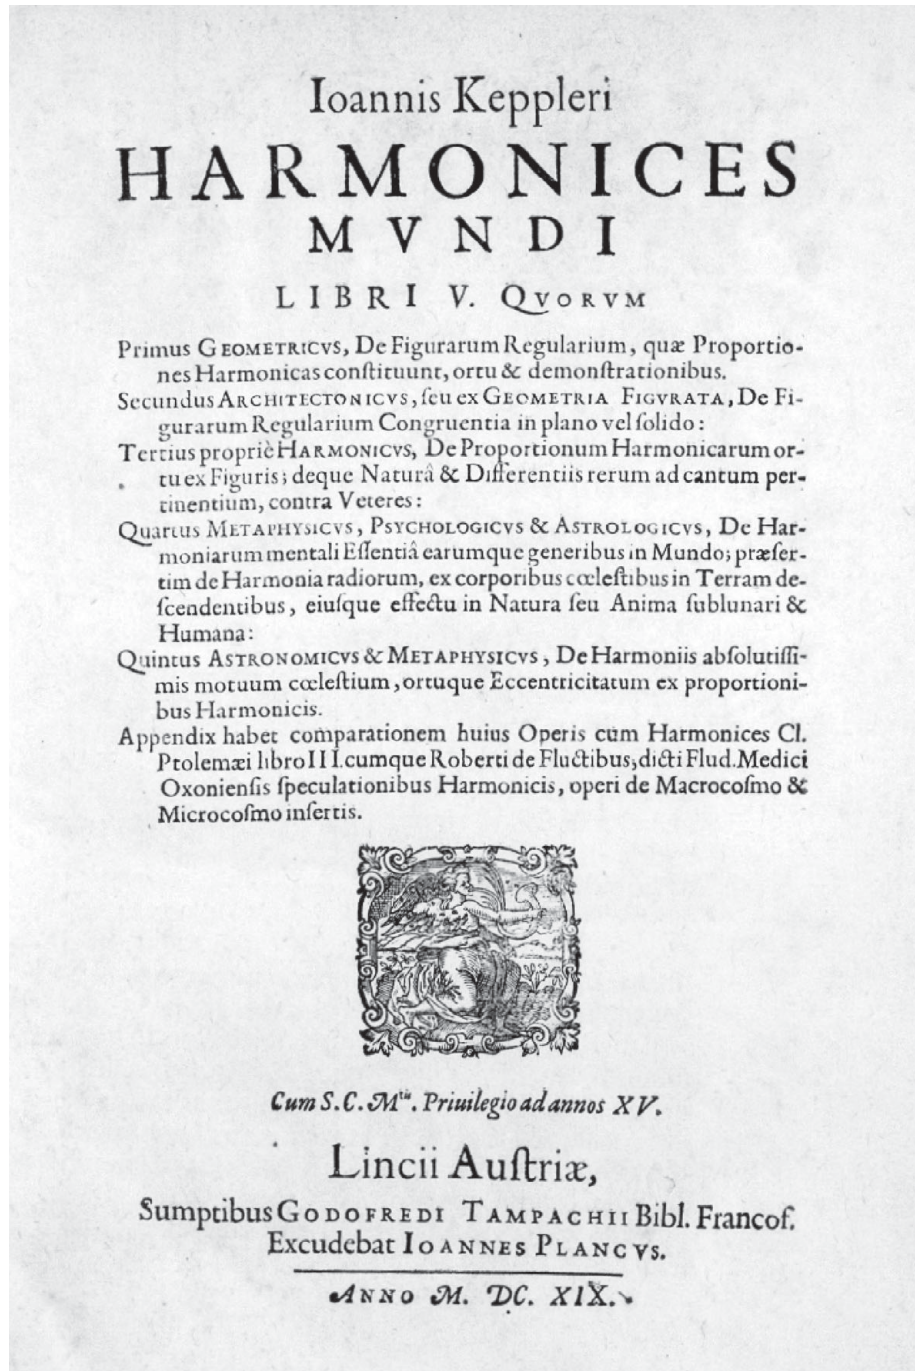 Ioannis Keppleri
HARMONICES
MVNDI
LIBRI V. QVORVM
Primus GEOMETRICVS, De Figurarum Regularium, quæ Proportio-
nes Harmonicas conſtituunt, ortu & demonſtrationibus.
Secundus ARCHITECTONICVS, ſeu ex GEOMETRIA FIGVRATA, De Fi-
gurarum Regularium Congruentia in plano vel ſolido:
Tertius propriè HARMONICVS, De Proportionum Harmonicarum or-
tu ex Figuris; deque Naturâ & Differentiis rerum ad cantum per-
tinentium, contra Veteres:
Quartus METAPHYSICVS, PSYCHOLOGICVS & ASTROLOGICVS, De Har-
moniarum mentali Eſſentiâ earumque generibus in Mundo; præſer-
tim de Harmonia radiorum, ex corporibus cœleſtibus in Terram de-
ſcendentibus, eiuſque effectu in Natura ſeu Anima ſublunari &
Humana:
Quintus ASTRONOMICVS & METAPHYSICVS, De Harmoniis abſolutiſſi-
mis motuum cœleſtium, ortuque Eccentricitatum ex proportioni-
bus Harmonicis.
Appendix habet comparationem huius Operis cum Harmonices Cl.
Ptolemæi libro III. cumque Roberti de Fluctibus, dicti Flud. Medici
Oxonienſis ſpeculationibus Harmonicis, operi de Macrocoſmo &
Microcoſmo inſertis.
Cum S. C. Mtis. Priuilegio ad annos XV.
Lincii Auſtriæ,
Sumptibus GODOFREDI TAMPACHII Bibl. Francof.
Excudebat IOANNES PLANCVS.
ANNO M. DC. XIX.